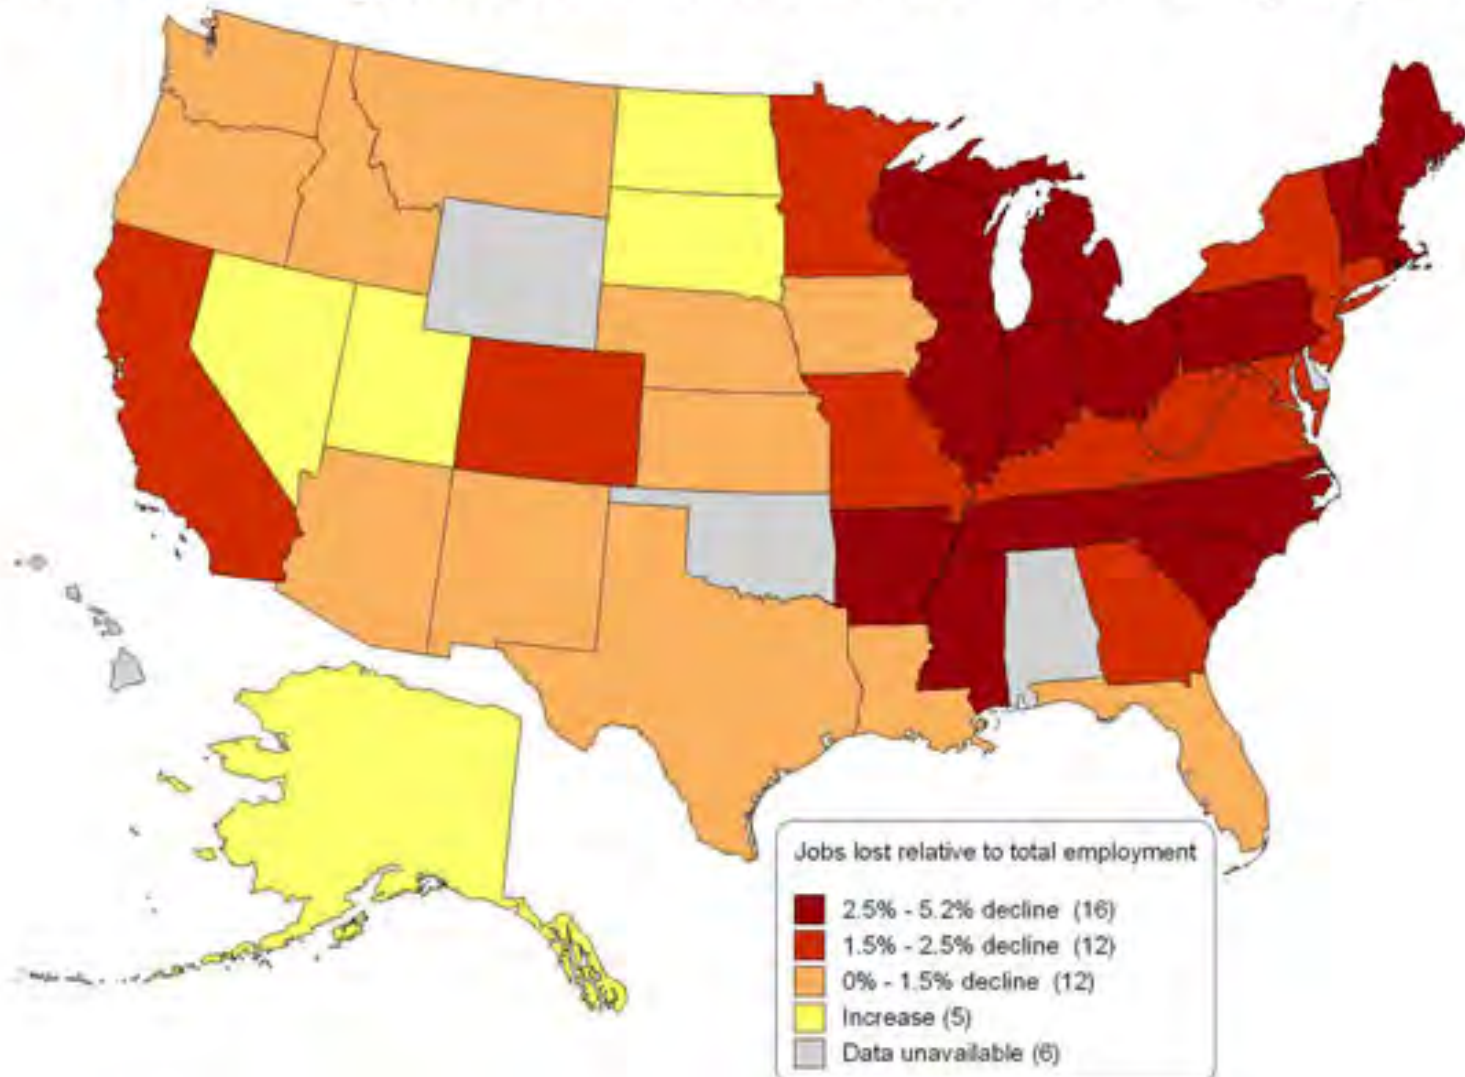 Jobs lost relative to total employment
2.5% - 5.2% decline (16)
1.5% - 2.5% decline (12)
0% - 1.5% decline (12)
Increase (5)
Data unavailable (6)